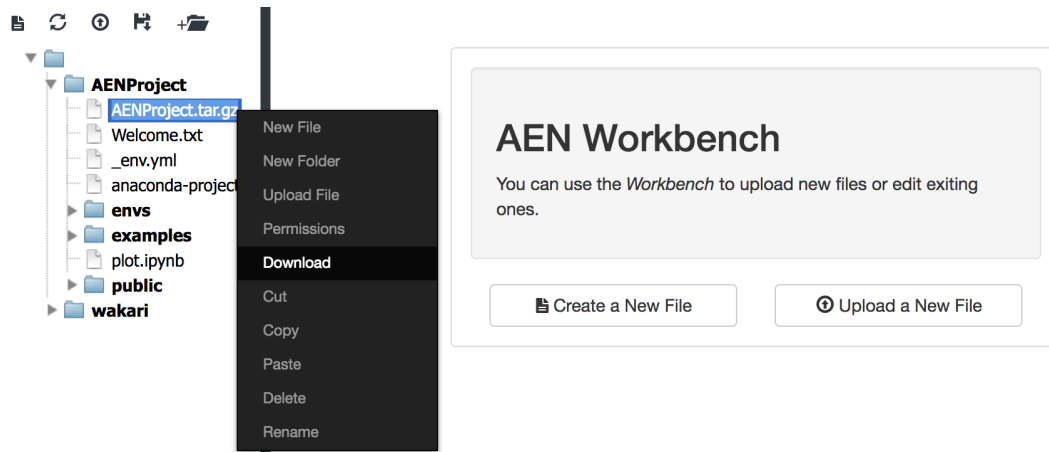 AENProject
AENProject.tar.gz
Welcome.txt
_env.yml
anaconda-project
envs
examples
plot.ipynb
public
wakari
New File
New Folder
Upload File
Permissions
Download
Cut
Copy
Paste
Delete
Rename
AEN Workbench
You can use the Workbench to upload new files or edit exiting
ones.
Create a New File
Upload a New File